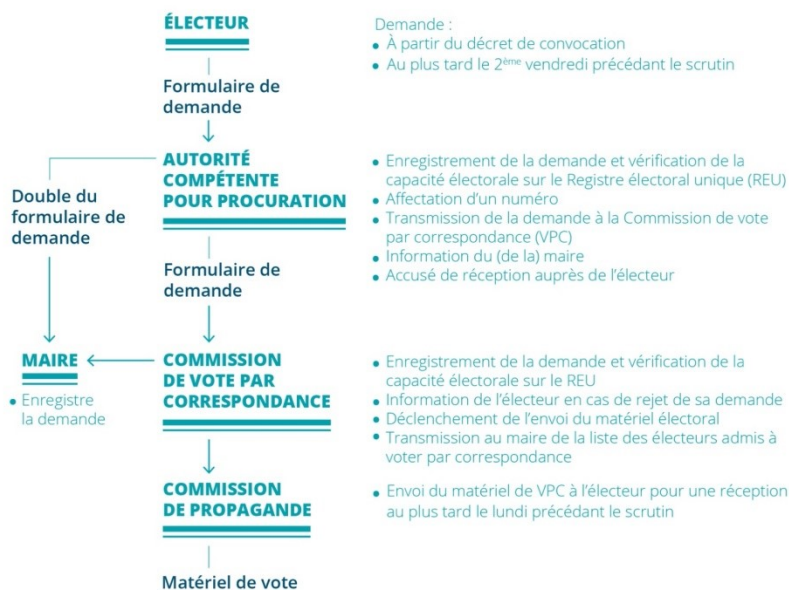 ÉLECTEUR
Demande :
• À partir du décret de convocation
• Au plus tard le 2ème vendredi précédant le scrutin
Formulaire de
demande
AUTORITÉ
COMPÉTENTE
POUR PROCURATION
• Enregistrement de la demande et vérification de la
capacité électorale sur le Registre électoral unique (REU)
• Affectation d’un numéro
• Transmission de la demande à la Commission de vote
par correspondance (VPC)
• Information du (de la) maire
• Accusé de réception auprès de l’électeur
Double du
formulaire de
demande
Formulaire de
demande
MAIRE
• Enregistre
la demande
COMMISSION
DE VOTE PAR
CORRESPONDANCE
• Enregistrement de la demande et vérification de la
capacité électorale sur le REU
• Information de l’électeur en cas de rejet de sa demande
• Déclenchement de l’envoi du matériel électoral
• Transmission au maire de la liste des électeurs admis à
voter par correspondance
COMMISSION
DE PROPAGANDE
• Envoi du matériel de VPC à l’électeur pour une réception
au plus tard le lundi précédant le scrutin
Matériel de vote